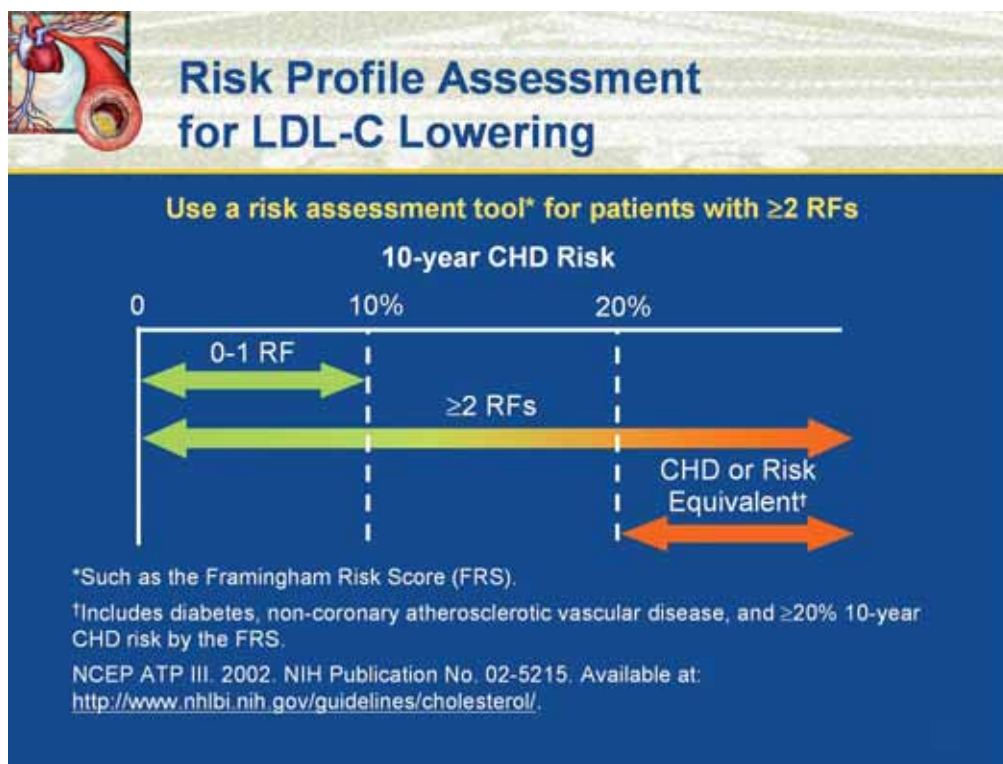 Risk Profile Assessment
for LDL-C Lowering
Use a risk assessment tool* for patients with ≥2 RFs
10-year CHD Risk
0 10% 20%
0-1 RF
≥2 RFs
CHD or Risk
Equivalent†
*Such as the Framingham Risk Score (FRS).
†Includes diabetes, non-coronary atherosclerotic vascular disease, and ≥20% 10-year
CHD risk by the FRS.
NCEP ATP III. 2002. NIH Publication No. 02-5215. Available at:
http://www.nhlbi.nih.gov/guidelines/cholesterol/.